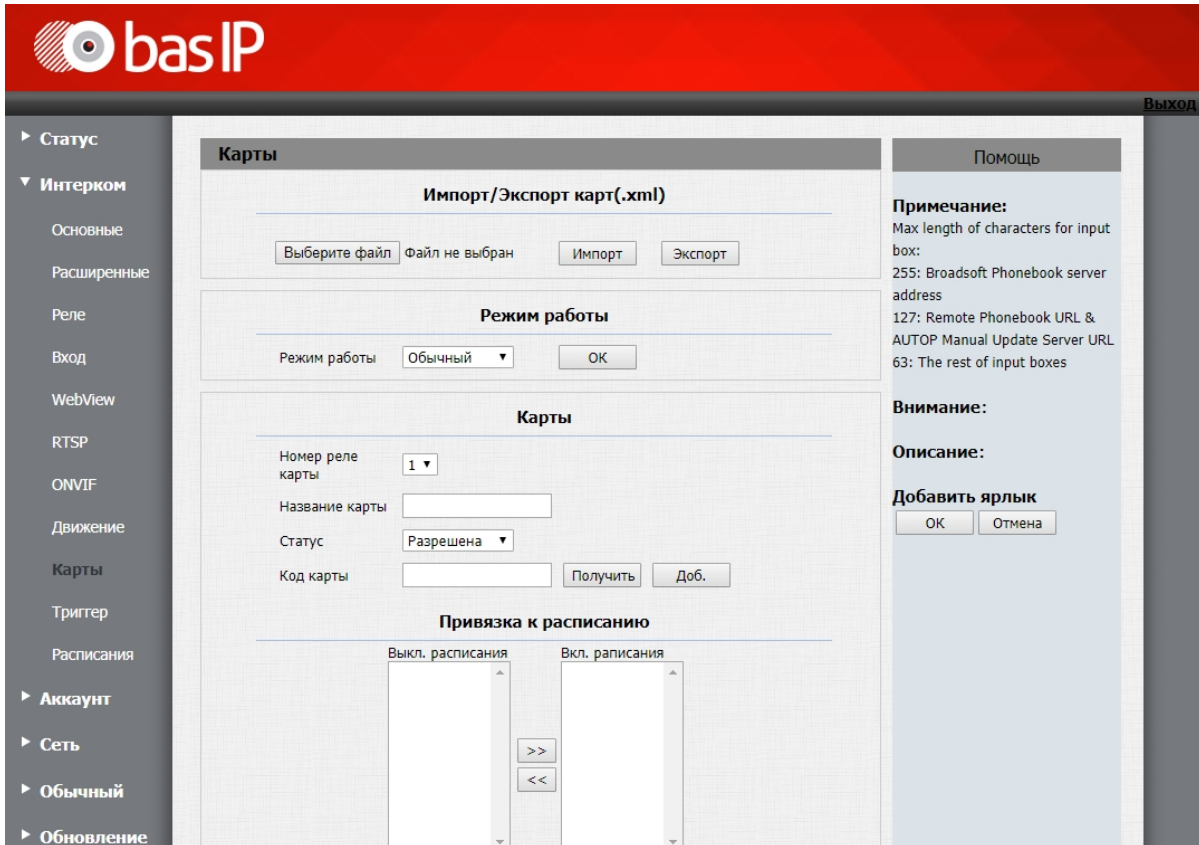 bas IP
Выход
Статус
Интерком
Основные
Расширенные
Реле
Вход
WebView
RTSP
ONVIF
Движение
Карты
Триггер
Расписания
Аккаунт
Сеть
Обычный
Обновление
Карты
Импорт/Экспорт карт(.xml)
Выберите файл Файл не выбран Импорт Экспорт
Режим работы
Режим работы Обычный OK
Карты
Номер реле
карты
1
Название карты
Статус Разрешена
Код карты Получить Доб.
Привязка к расписанию
Выкл. расписания Вкл. раписания
>>
<<
Помощь
Примечание:
Max length of characters for input
box:
255: Broadsoft Phonebook server
address
127: Remote Phonebook URL &
AUTOP Manual Update Server URL
63: The rest of input boxes
Внимание:
Описание:
Добавить ярлык
OK Отмена